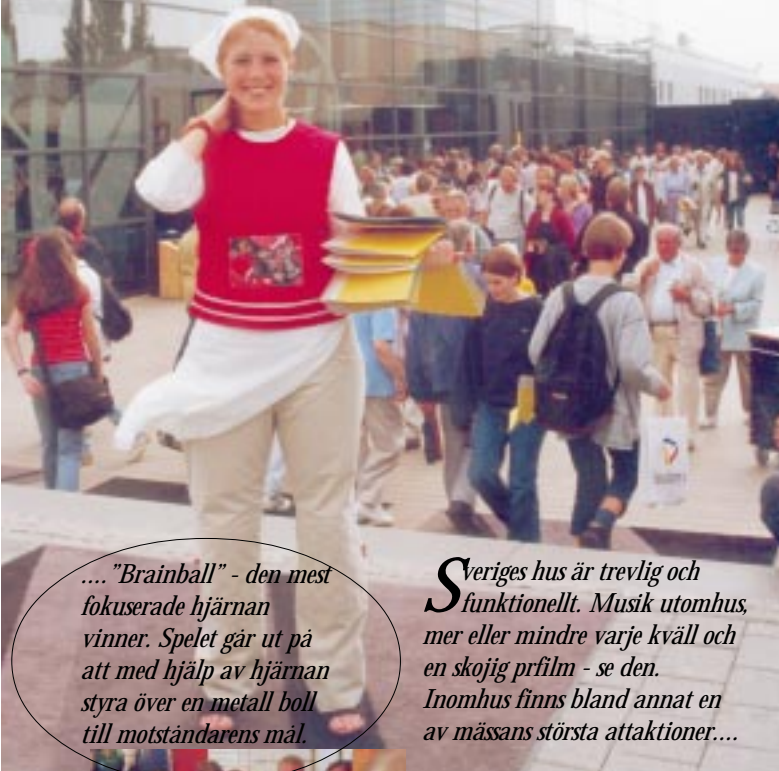 Sveriges hus är trevlig och
funktionellt. Musik utomhus,
mer eller mindre varje kväll och
en skojig prfilm - se den.
Inomhus finns bland annat en
av mässans största attaktioner....
...."Brainball" - den mest
fokuserade hjärnan
vinner. Spelet går ut på
att med hjälp av hjärnan
styra över en metall boll
till motståndarens mål.